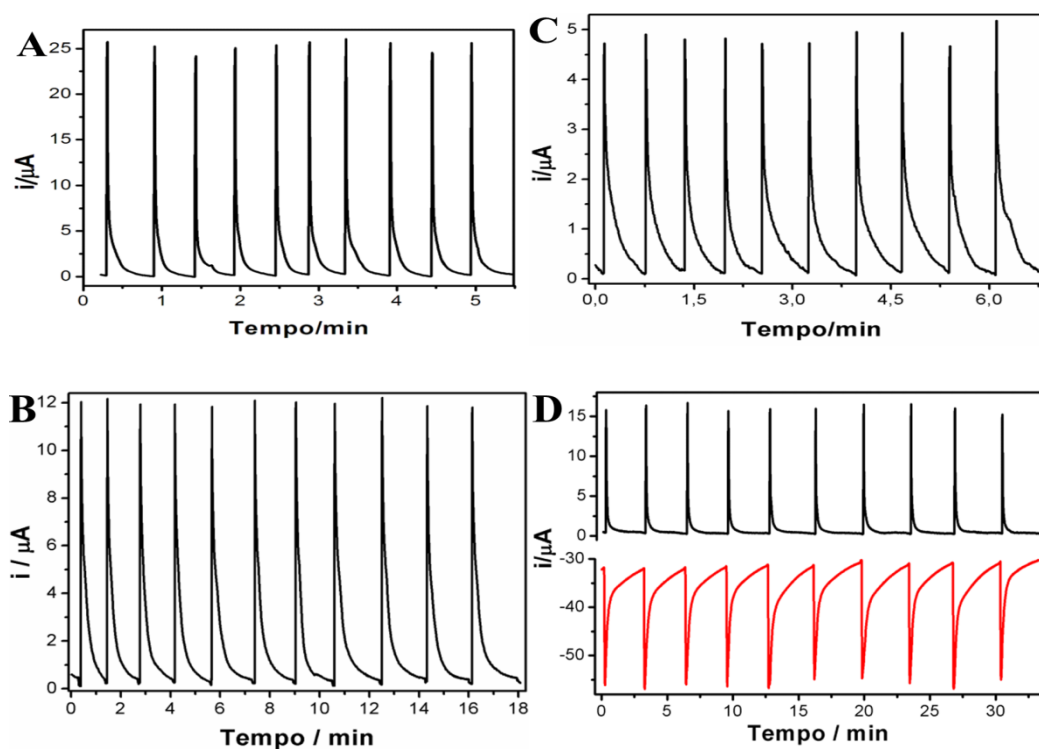 A
i/µA
25
20
15
10
5
0
0 1 2 3 4 5
Tempo/min
C
i/µA
5
4
3
2
1
0
0,0 1,5 3,0 4,5 6,0
Tempo/min
B
i / µA
12
10
8
6
4
2
0
0 2 4 6 8 10 12 14 16 18
Tempo / min
D
i/µA
15
10
5
0
-30
-40
-50
0 5 10 15 20 25 30
Tempo / min